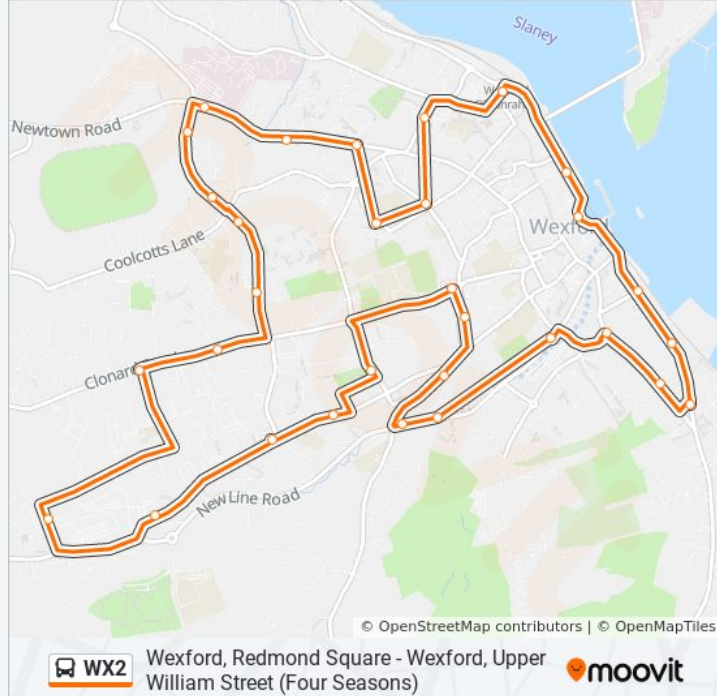 Slaney
Newtown Road
Wexford
Coolcotts Lane
Clonard
New Line Road
© OpenStreetMap contributors | © OpenMapTiles
WX2
Wexford, Redmond Square - Wexford, Upper
William Street (Four Seasons)
moovit